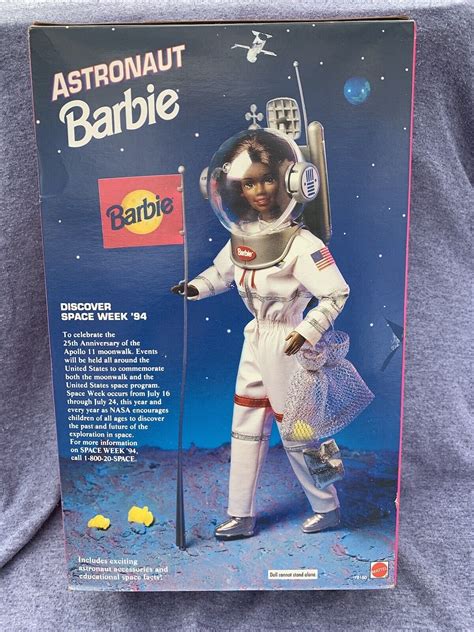 ASTRONAUT
Barbie
Barbie
Barbie
DISCOVER
SPACE WEEK '94
To celebrate the
25th Anniversary of the
Apollo 11 moonwalk. Events
will be held all around the
United States to commemorate
both the moonwalk and the
United States space program.
Space Week occurs from July 16
through July 24, this year and
every year as NASA encourages
children of all ages to discover
the past and future of the
exploration in space.
For more information
on SPACE WEEK '94,
call 1-800-20-SPACE.
Includes exciting
astronaut accessories and
educational space facts!
Doll cannot stand alone.
MATTEL